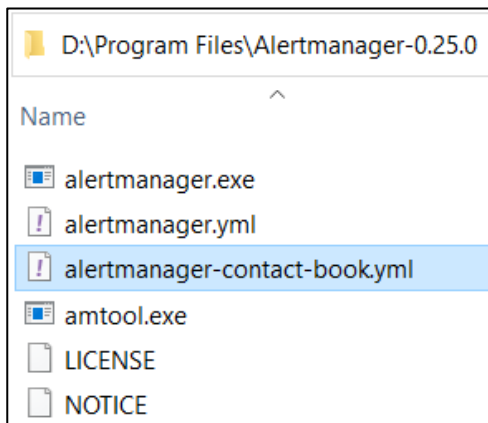 D:\Program Files\Alertmanager-0.25.0
Name
alertmanager.exe
alertmanager.yml
alertmanager-contact-book.yml
amtool.exe
LICENSE
NOTICE